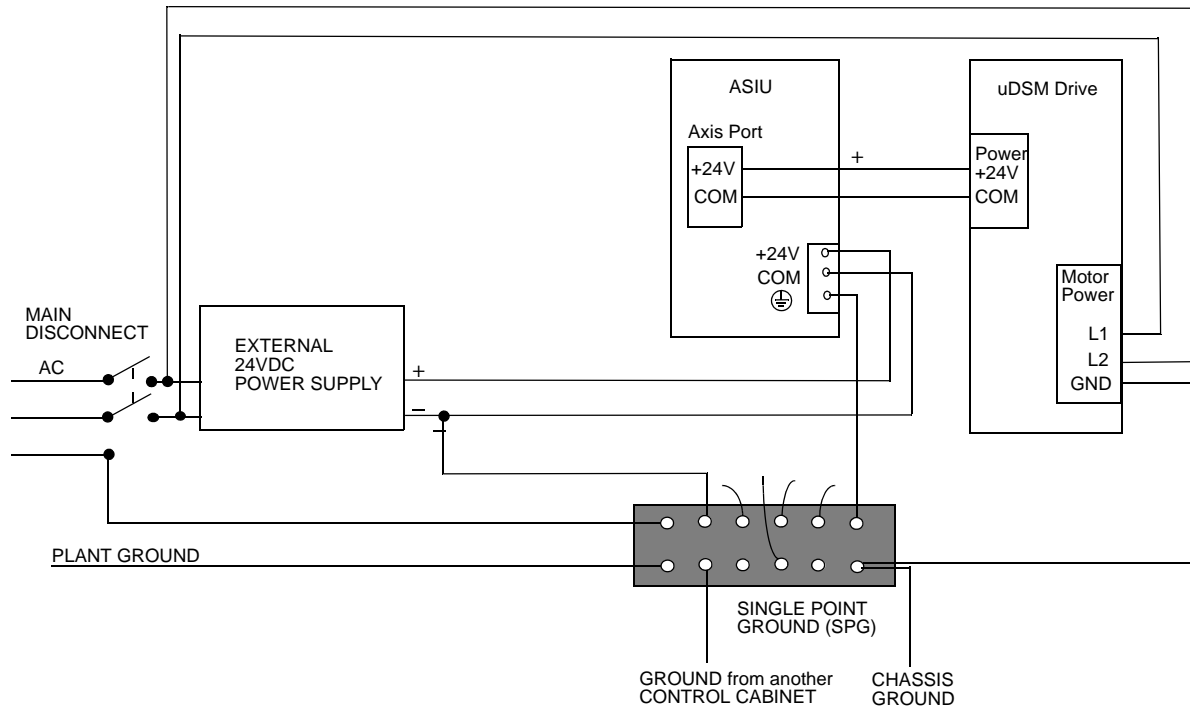 ASIU
uDSM Drive
Axis Port
+24V
COM
+
Power
+24V
COM
+24V
COM
Motor
Power
L1
L2
GND
MAIN
DISCONNECT
AC
EXTERNAL
24VDC
POWER SUPPLY
+
–
PLANT GROUND
SINGLE POINT
GROUND (SPG)
GROUND from another
CONTROL CABINET
CHASSIS
GROUND